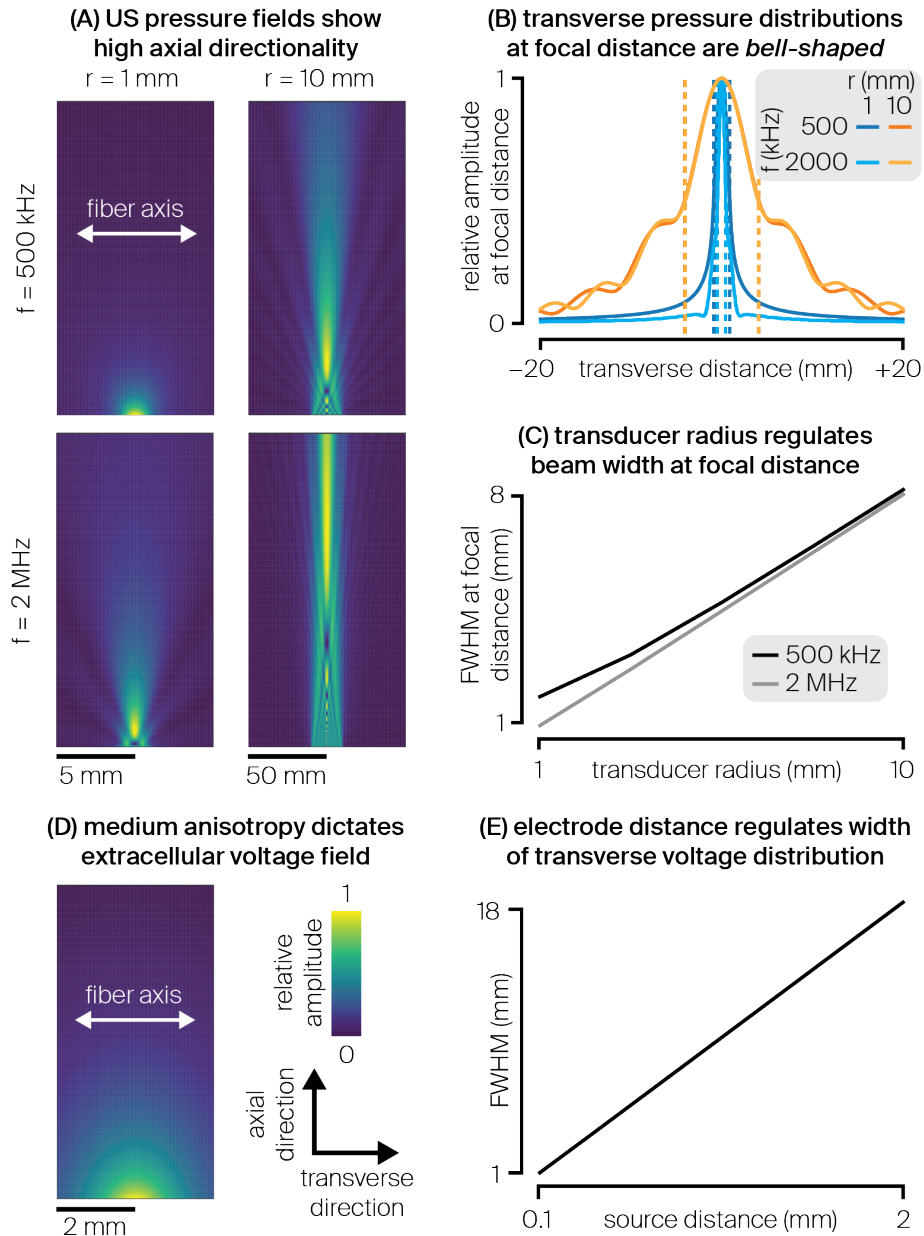 (A) US pressure fields show
high axial directionality
r = 1 mm
r = 10 mm
f = 500 kHz
fiber axis
f = 2 MHz
5 mm
50 mm
(B) transverse pressure distributions
at focal distance are bell-shaped
relative amplitude
at focal distance
1
0
r (mm)
1 10
f (kHz)
500
2000
−20
transverse distance (mm)
+20
(C) transducer radius regulates
beam width at focal distance
FWHM at focal
distance (mm)
8
1
500 kHz
2 MHz
1
transducer radius (mm)
10
(D) medium anisotropy dictates
extracellular voltage field
fiber axis
2 mm
1
relative
amplitude
0
axial
direction
transverse
direction
(E) electrode distance regulates width
of transverse voltage distribution
FWHM (mm)
18
1
0.1
source distance (mm)
2